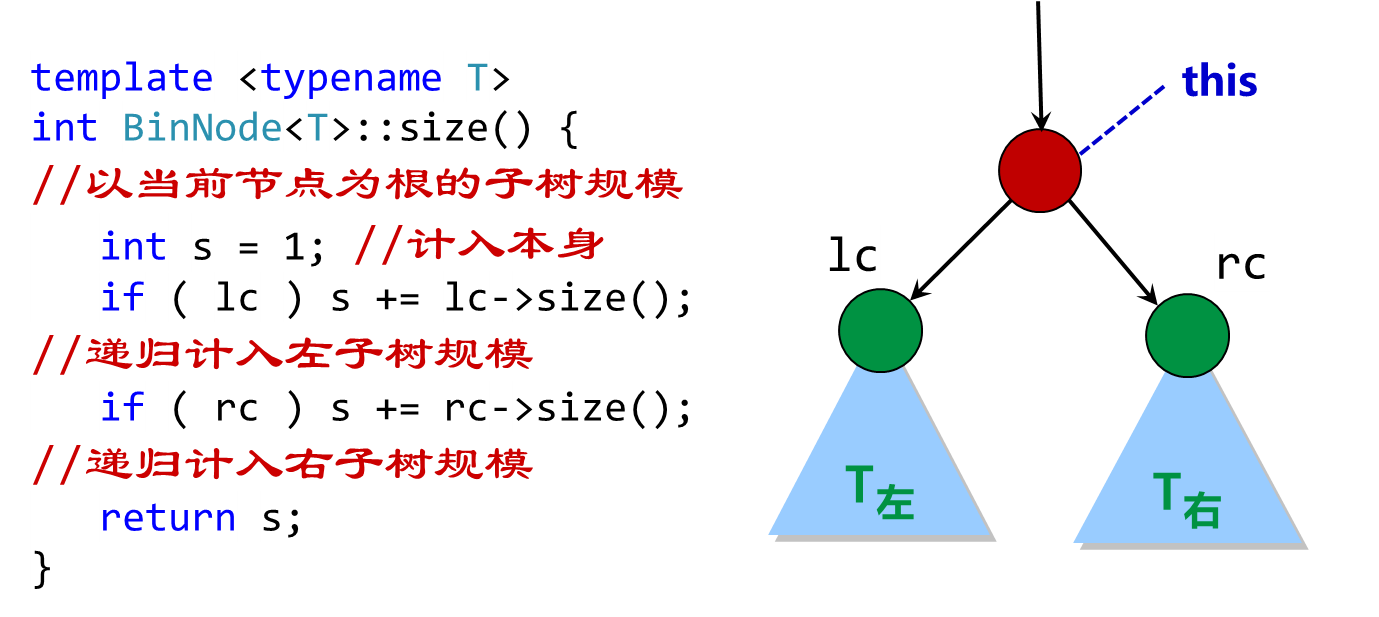 template <typename T>
int BinNode<T>::size() {
//以当前节点为根的子树规模
int s = 1; //计入本身
if ( lc ) s += lc->size();
//递归计入左子树规模
if ( rc ) s += rc->size();
//递归计入右子树规模
return s;
}
this
lc
rc
T左
T右